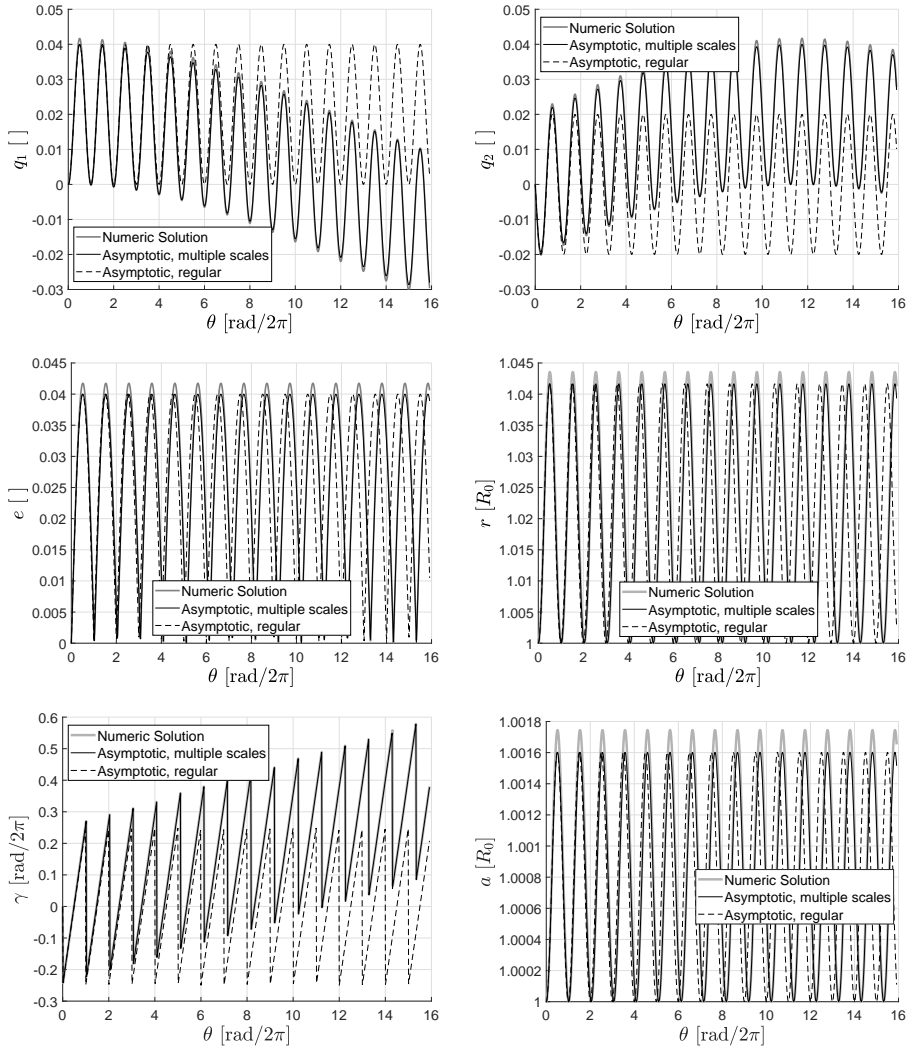 0.05
0.04
0.03
0.02
0.01
0
-0.01
-0.02
-0.03
q1 [ ]
Numeric Solution
Asymptotic, multiple scales
Asymptotic, regular
0 2 4 6 8 10 12 14 16
θ [rad/2π]
0.05
0.04
0.03
0.02
0.01
0
-0.01
-0.02
-0.03
q2 [ ]
Numeric Solution
Asymptotic, multiple scales
Asymptotic, regular
0 2 4 6 8 10 12 14 16
θ [rad/2π]
0.045
0.04
0.035
0.03
0.025
0.02
0.015
0.01
0.005
0
e [ ]
Numeric Solution
Asymptotic, multiple scales
Asymptotic, regular
0 2 4 6 8 10 12 14 16
θ [rad/2π]
1.045
1.04
1.035
1.03
1.025
1.02
1.015
1.01
1.005
1
r [R0]
Numeric Solution
Asymptotic, multiple scales
Asymptotic, regular
0 2 4 6 8 10 12 14 16
θ [rad/2π]
0.6
0.5
0.4
0.3
0.2
0.1
0
-0.1
-0.2
-0.3
γ [rad/2π]
Numeric Solution
Asymptotic, multiple scales
Asymptotic, regular
0 2 4 6 8 10 12 14 16
θ [rad/2π]
1.0018
1.0016
1.0014
1.0012
1.001
1.0008
1.0006
1.0004
1.0002
1
a [R0]
Numeric Solution
Asymptotic, multiple scales
Asymptotic, regular
0 2 4 6 8 10 12 14 16
θ [rad/2π]